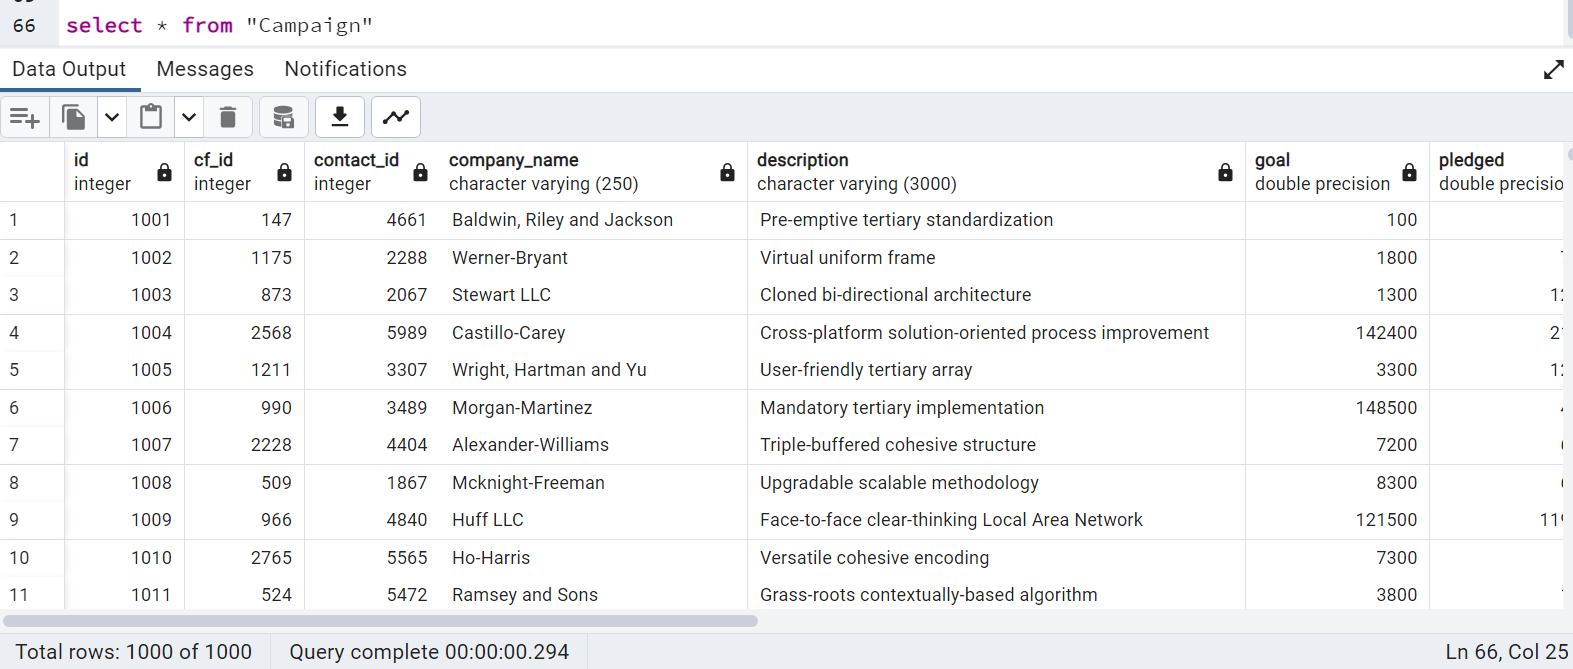 66 select * from "Campaign"
Data Output Messages Notifications
id cf_id contact_id company_name description goal pledged
integer integer integer character varying (250) character varying (3000) double precision double precisio
1 1001 147 4661 Baldwin, Riley and Jackson Pre-emptive tertiary standardization 100
2 1002 1175 2288 Werner-Bryant Virtual uniform frame 1800
3 1003 873 2067 Stewart LLC Cloned bi-directional architecture 1300
4 1004 2568 5989 Castillo-Carey Cross-platform solution-oriented process improvement 142400
5 1005 1211 3307 Wright, Hartman and Yu User-friendly tertiary array 3300
6 1006 990 3489 Morgan-Martinez Mandatory tertiary implementation 148500
7 1007 2228 4404 Alexander-Williams Triple-buffered cohesive structure 7200
8 1008 509 1867 Mcknight-Freeman Upgradable scalable methodology 8300
9 1009 966 4840 Huff LLC Face-to-face clear-thinking Local Area Network 121500
10 1010 2765 5565 Ho-Harris Versatile cohesive encoding 7300
11 1011 524 5472 Ramsey and Sons Grass-roots contextually-based algorithm 3800
Total rows: 1000 of 1000 Query complete 00:00:00.294 Ln 66, Col 25